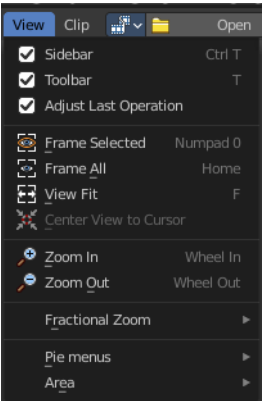 View Clip Open
Sidebar Ctrl T
Toolbar T
Adjust Last Operation
Frame Selected Numpad 0
Frame All Home
View Fit F
Center View to Cursor
Zoom In Wheel In
Zoom Out Wheel Out
Fractional Zoom
Pie menus
Area